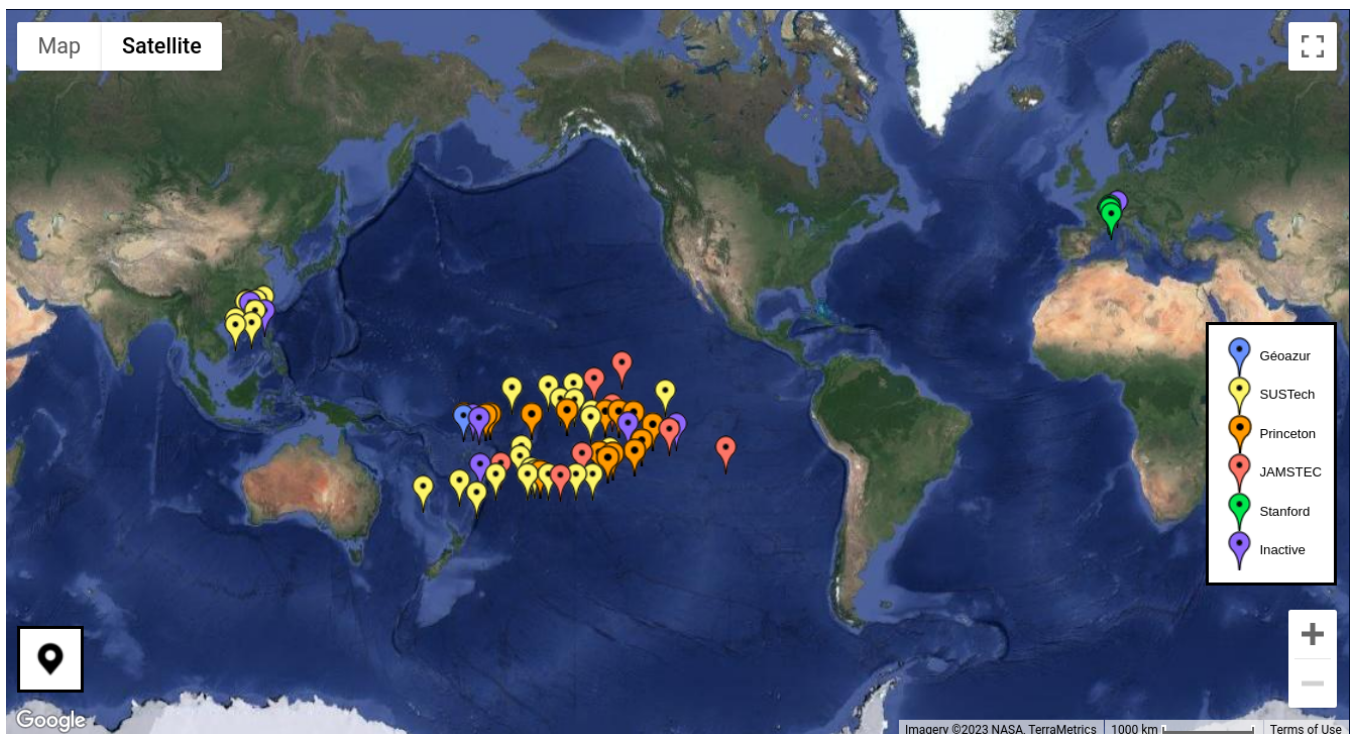 Map
Satellite
Géoazur
SUSTech
Princeton
JAMSTEC
Stanford
Inactive
Google
Imagery ©2023 NASA, TerraMetrics 1000 km Terms of Use